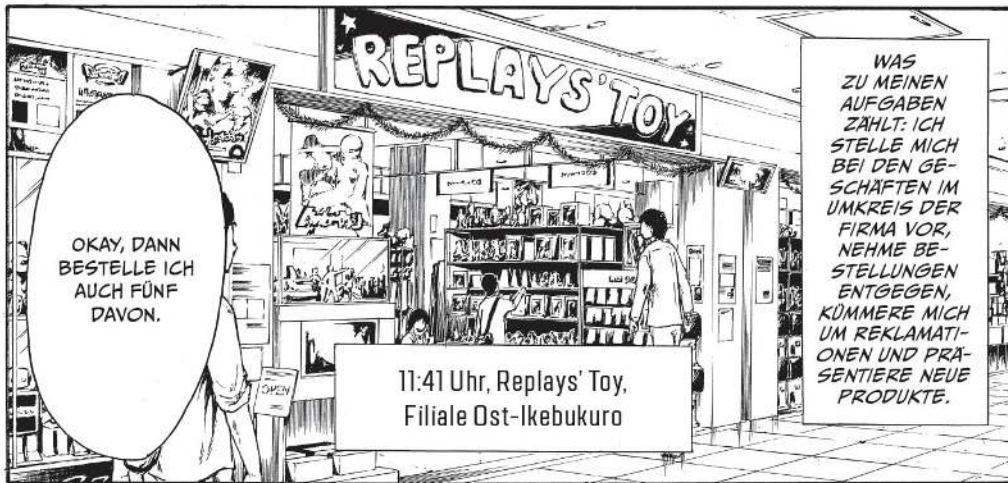 REPLAYS' TOY
WAS
ZU MEINEN
AUFGABEN
ZÄHLT: ICH
STELLE MICH
BEI DEN GE-
SCHÄFTEN IM
UMKREIS DER
FIRMA VOR,
NEHME BE-
STELLUNGEN
ENTGEGEN,
KÜMMERE MICH
UM REKLAMATI-
ONEN UND PRÄ-
SENTIERE NEUE
PRODUKTE.
OKAY, DANN
BESTELLE ICH
AUCH FÜNF
DAVON.
OPEN
11:41 Uhr, Replays' Toy,
Filiale Ost-Ikebukuro